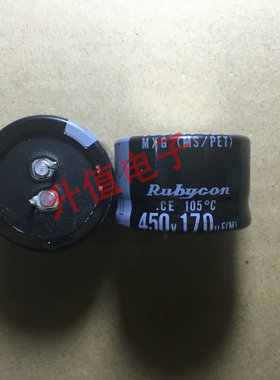 MXG (MS/PET)
Rubycon
.CE 105°C
450V 170µF(M)
升值电子